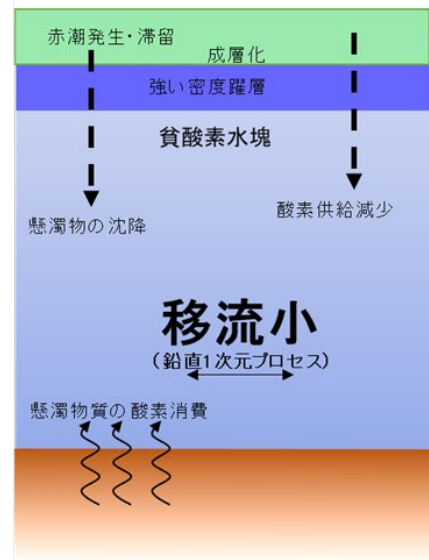 赤潮発生・滞留
成層化
強い密度躍層
貧酸素水塊
懸濁物の沈降
酸素供給減少
移流小
(鉛直1次元プロセス)
懸濁物質の酸素消費